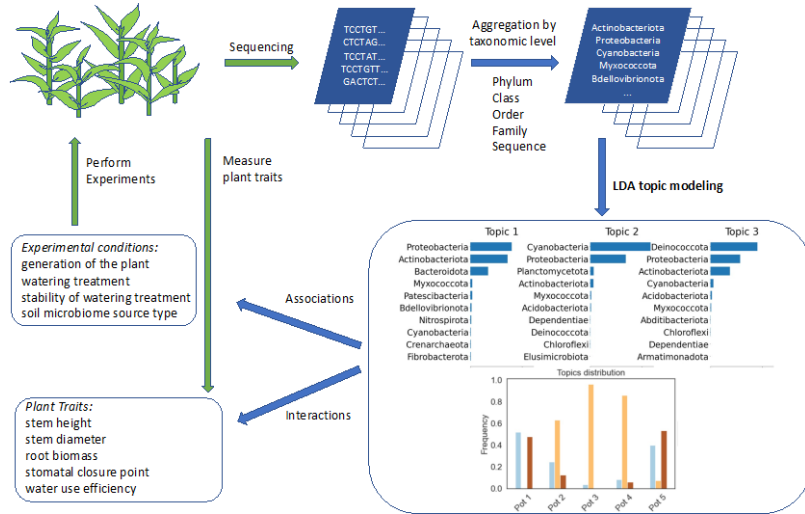 Sequencing
TCCTGT...
CTCTAG...
TCCTAT...
TCCTGTT...
GACTCT...
Aggregation by
taxonomic level
Phylum
Class
Order
Family
Sequence
Actinobacteriota
Proteobacteria
Cyanobacteria
Myxococcota
Bdellovibrionota
...
Perform
Experiments
Measure
plant traits
LDA topic modeling
Experimental conditions:
generation of the plant
watering treatment
stability of watering treatment
soil microbiome source type
Plant Traits:
stem height
stem diameter
root biomass
stomatal closure point
water use efficiency
Associations
Interactions
Topic 1
Proteobacteria
Actinobacteriota
Bacteroidota
Myxococcota
Patescibacteria
Bdellovibrionota
Nitrospirota
Cyanobacteria
Crenarchaeota
Fibrobacterota
Topic 2
Cyanobacteria
Proteobacteria
Planctomycetota
Actinobacteriota
Myxococcota
Acidobacteriota
Dependentiae
Deinococcota
Chloroflexi
Elusimicrobiota
Topic 3
Deinococcota
Proteobacteria
Actinobacteriota
Cyanobacteria
Acidobacteriota
Myxococcota
Abditibacteriota
Chloroflexi
Dependentiae
Armatimonadota
Topics distribution
Frequency
1.0
0.8
0.6
0.4
0.2
0.0
Pot 1
Pot 2
Pot 3
Pot 4
Pot 5